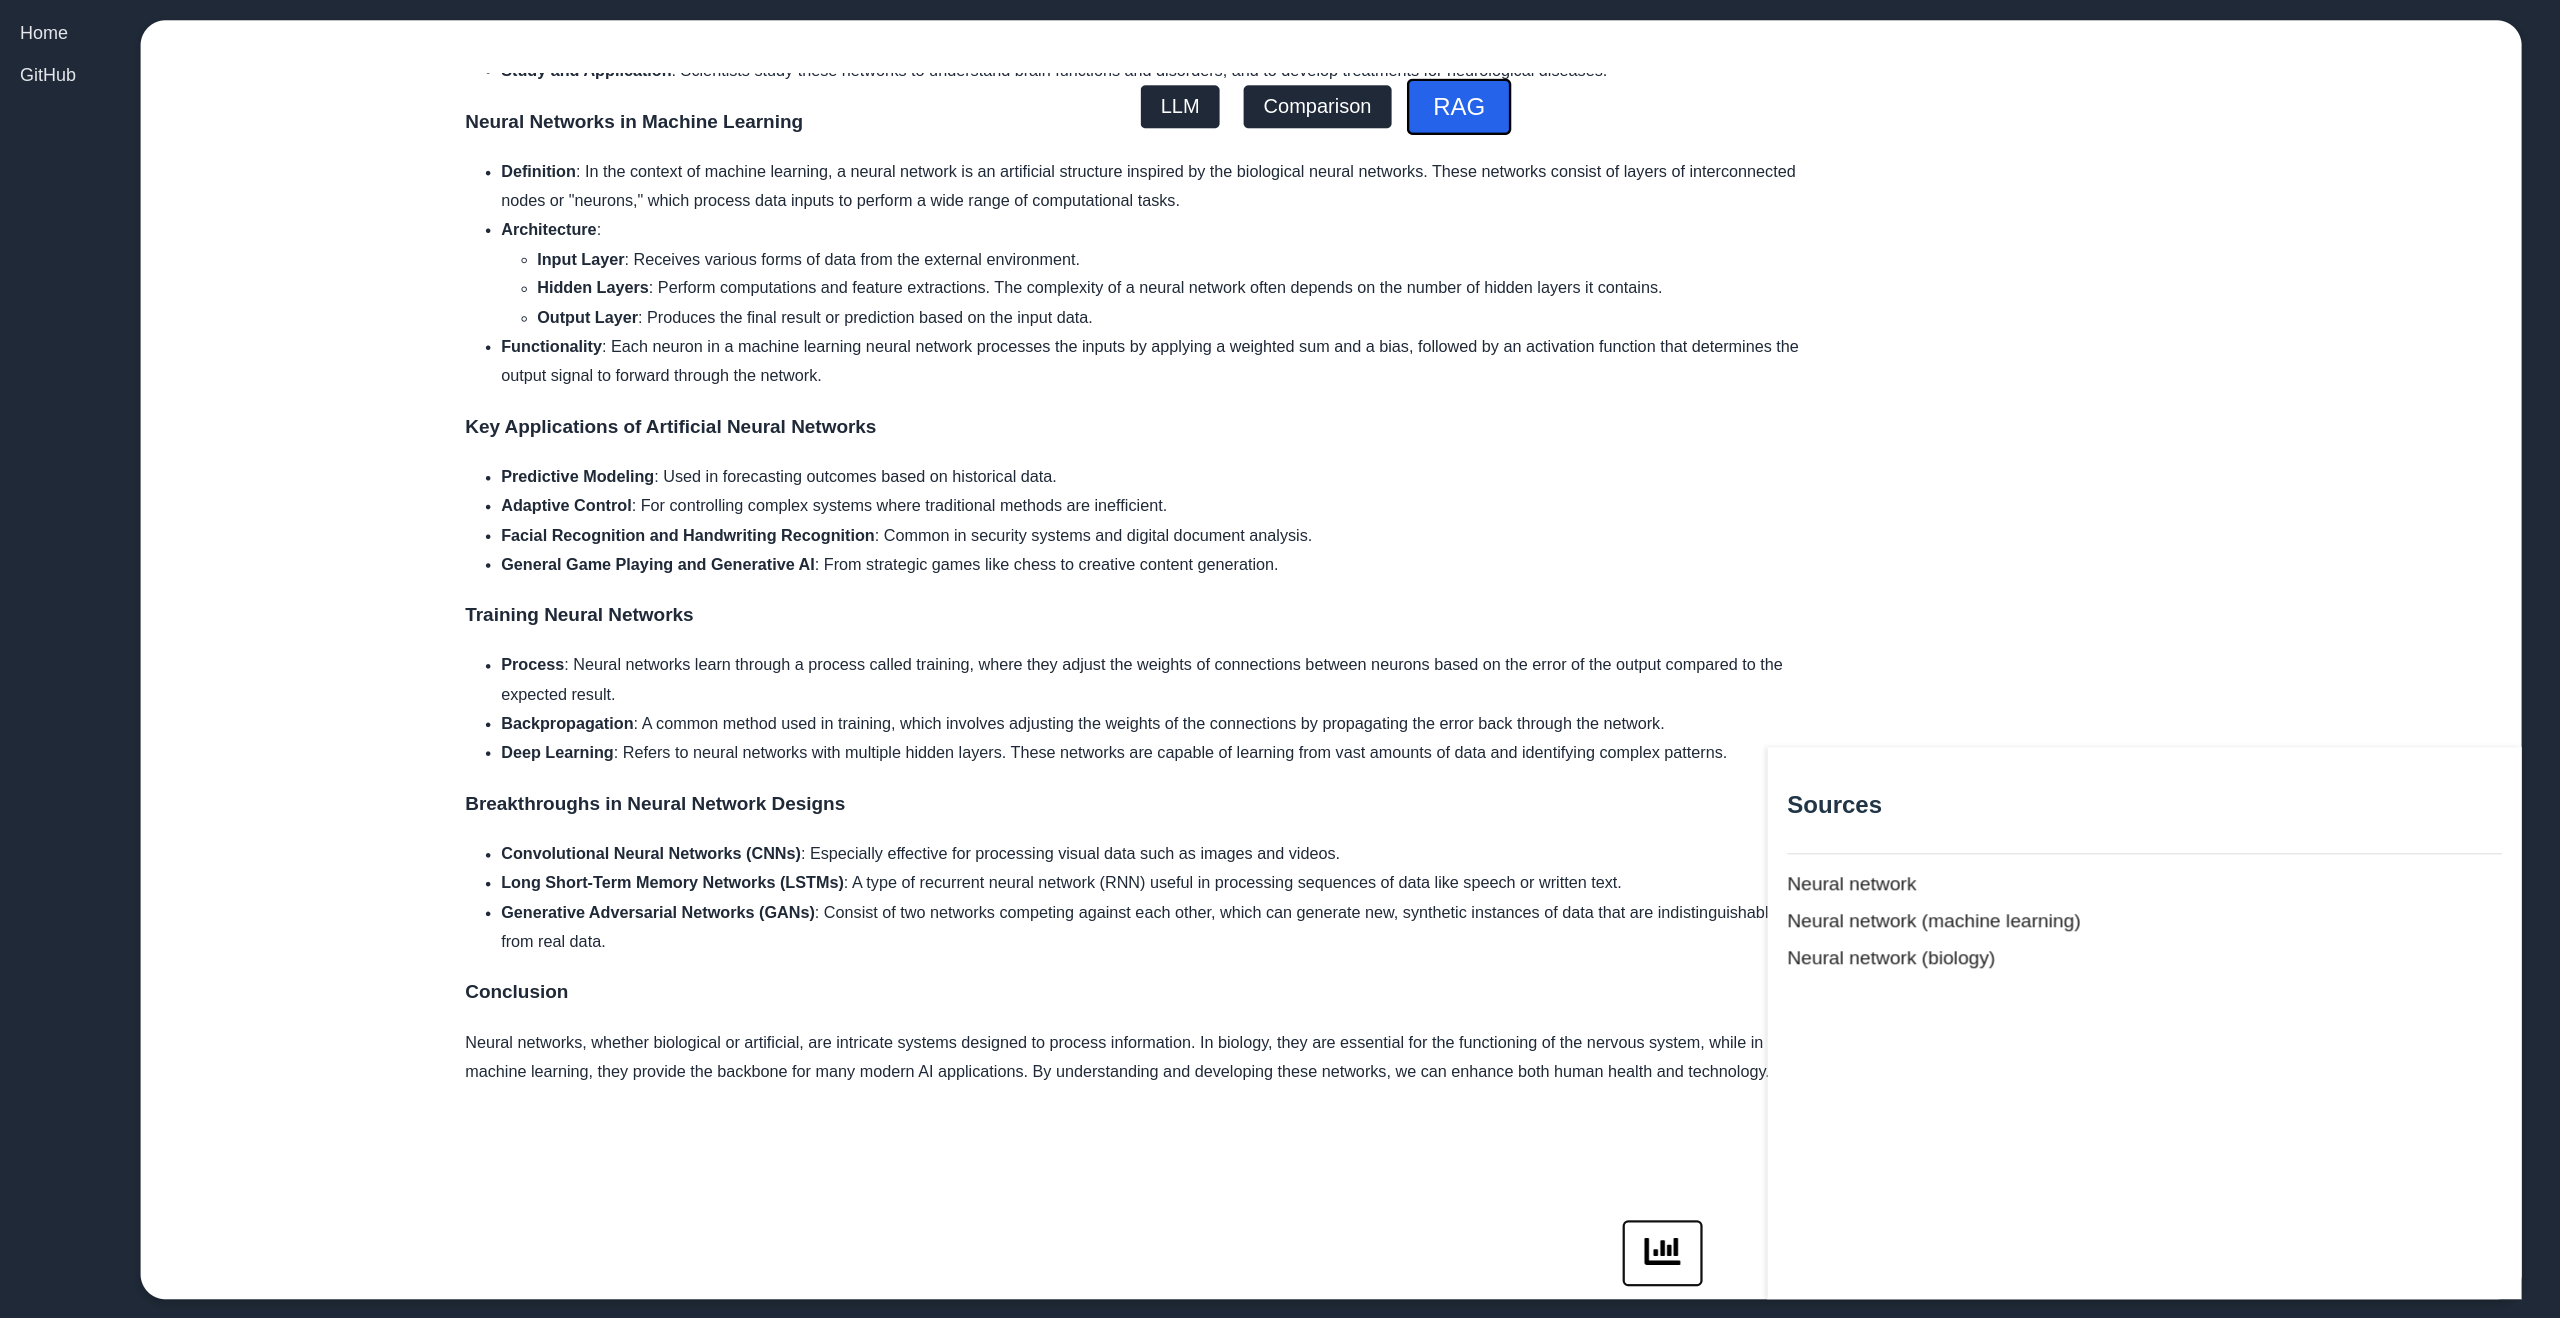 Home
GitHub
Study and Application: Scientists study these networks to understand brain functions and disorders, and to develop treatments for neurological diseases.
LLM
Comparison
RAG
Neural Networks in Machine Learning
Definition: In the context of machine learning, a neural network is an artificial structure inspired by the biological neural networks. These networks consist of layers of interconnected
nodes or "neurons," which process data inputs to perform a wide range of computational tasks.
Architecture:
Input Layer: Receives various forms of data from the external environment.
Hidden Layers: Perform computations and feature extractions. The complexity of a neural network often depends on the number of hidden layers it contains.
Output Layer: Produces the final result or prediction based on the input data.
Functionality: Each neuron in a machine learning neural network processes the inputs by applying a weighted sum and a bias, followed by an activation function that determines the
output signal to forward through the network.
Key Applications of Artificial Neural Networks
Predictive Modeling: Used in forecasting outcomes based on historical data.
Adaptive Control: For controlling complex systems where traditional methods are inefficient.
Facial Recognition and Handwriting Recognition: Common in security systems and digital document analysis.
General Game Playing and Generative AI: From strategic games like chess to creative content generation.
Training Neural Networks
Process: Neural networks learn through a process called training, where they adjust the weights of connections between neurons based on the error of the output compared to the
expected result.
Backpropagation: A common method used in training, which involves adjusting the weights of the connections by propagating the error back through the network.
Deep Learning: Refers to neural networks with multiple hidden layers. These networks are capable of learning from vast amounts of data and identifying complex patterns.
Breakthroughs in Neural Network Designs
Convolutional Neural Networks (CNNs): Especially effective for processing visual data such as images and videos.
Long Short-Term Memory Networks (LSTMs): A type of recurrent neural network (RNN) useful in processing sequences of data like speech or written text.
Generative Adversarial Networks (GANs): Consist of two networks competing against each other, which can generate new, synthetic instances of data that are
from real data.
Conclusion
Neural networks, whether biological or artificial, are intricate systems designed to process information. In biology, they are essential for the functioning of the nervous system, while in
machine learning, they provide the backbone for many modern AI applications. By understanding and developing these networks, we can enhance both human health and technology.
Sources
Neural network
Neural network (machine learning)
Neural network (biology)